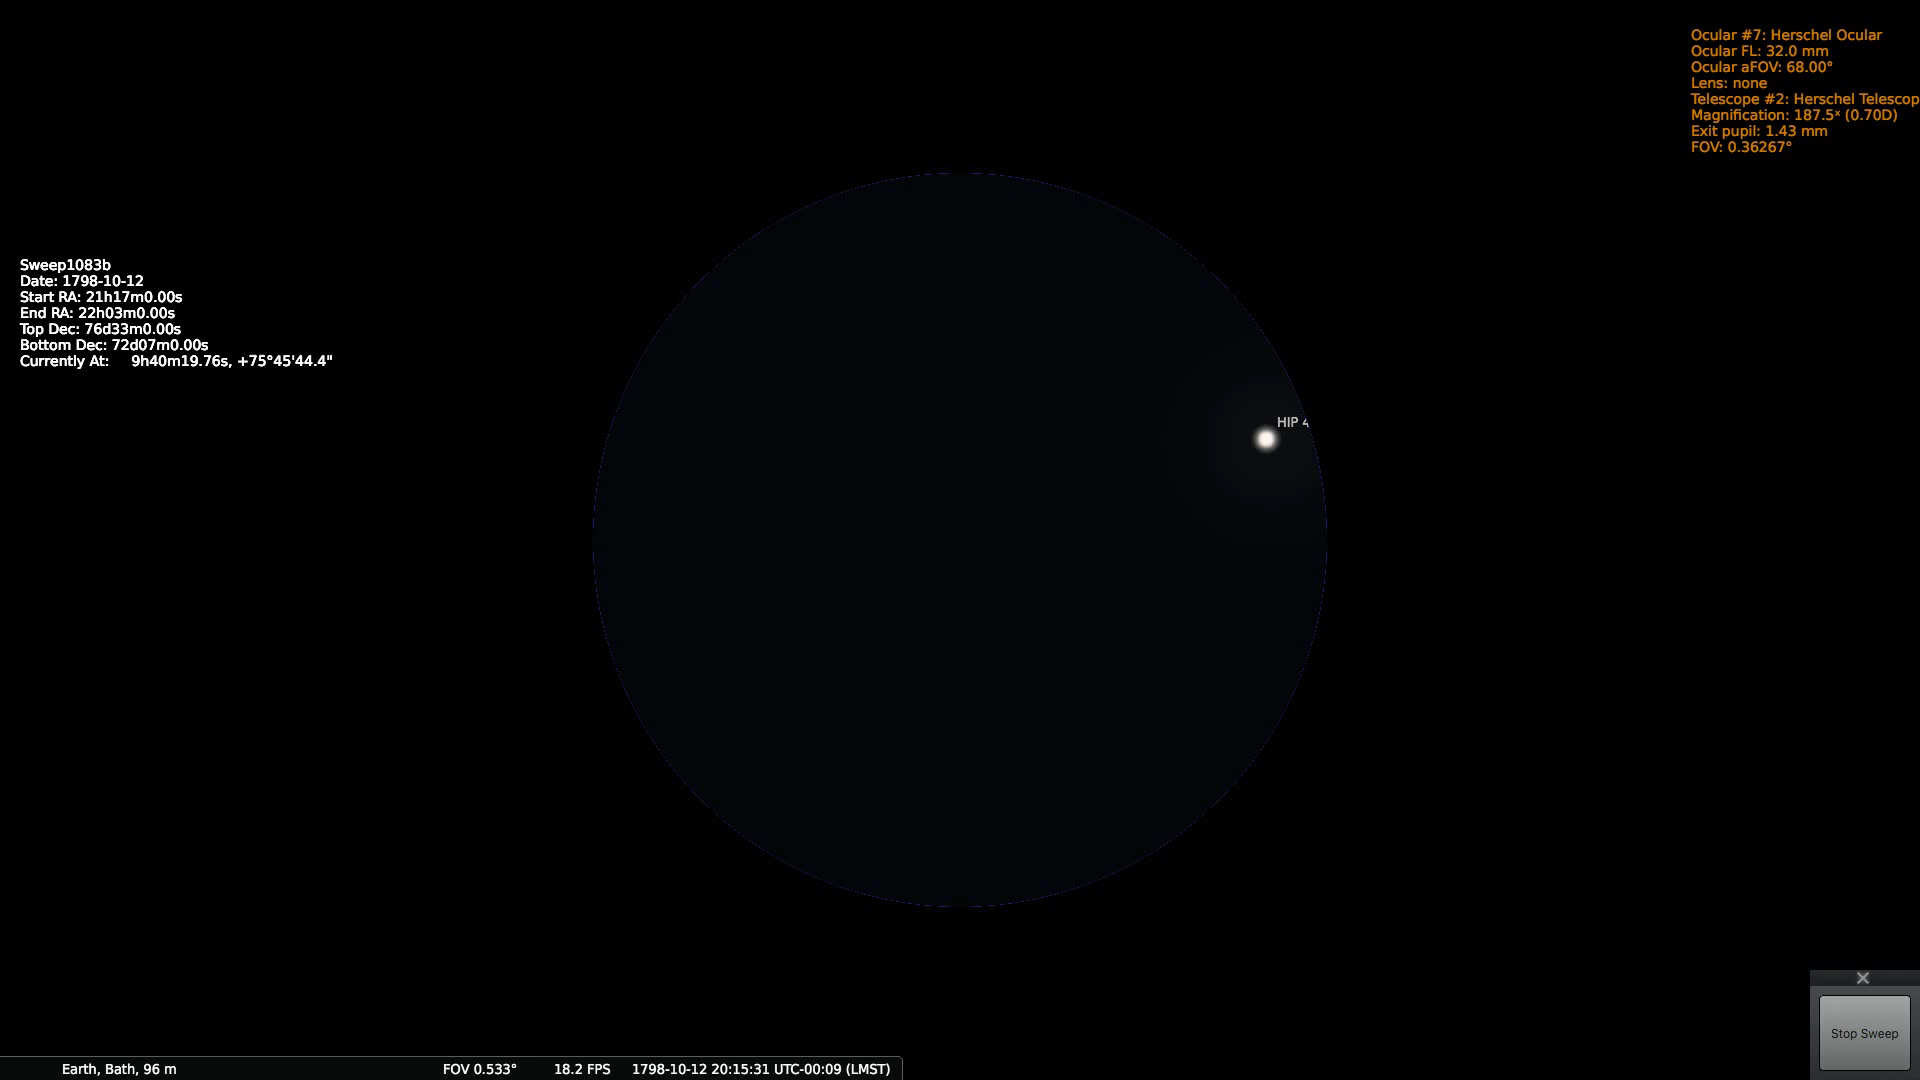 Ocular #7: Herschel Ocular
Ocular FL: 32.0 mm
Ocular aFOV: 68.00°
Lens: none
Telescope #2: Herschel Telescop
Magnification: 187.5ˣ (0.70D)
Exit pupil: 1.43 mm
FOV: 0.36267°
Sweep1083b
Date: 1798-10-12
Start RA: 21h17m0.00s
End RA: 22h03m0.00s
Top Dec: 76d33m0.00s
Bottom Dec: 72d07m0.00s
Currently At: 9h40m19.76s, +75°45'44.4"
HIP 4
Stop Sweep
Earth, Bath, 96 m FOV 0.533° 18.2 FPS 1798-10-12 20:15:31 UTC-00:09 (LMST)